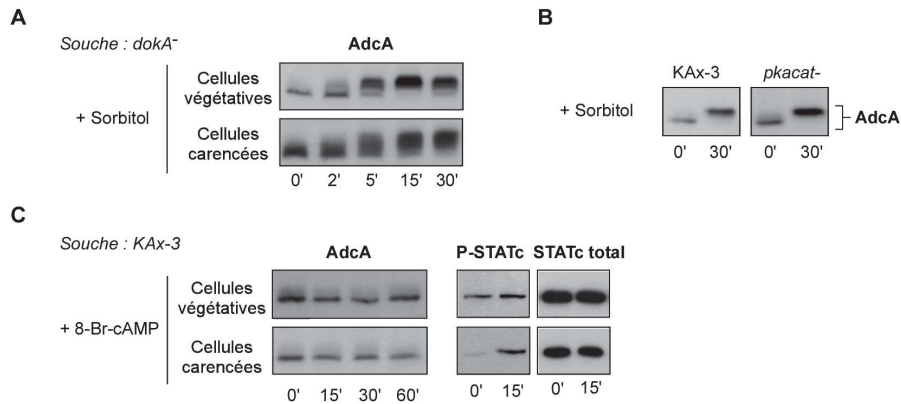 A
Souche : dokA-
AdcA
+ Sorbitol
Cellules
végétatives
Cellules
carencées
0' 2' 5' 15' 30'
B
KAx-3 pkacat-
+ Sorbitol
AdcA
0' 30' 0' 30'
C
Souche : KAx-3
AdcA P-STATc STATc total
+ 8-Br-cAMP
Cellules
végétatives
Cellules
carencées
0' 15' 30' 60' 0' 15' 0' 15'